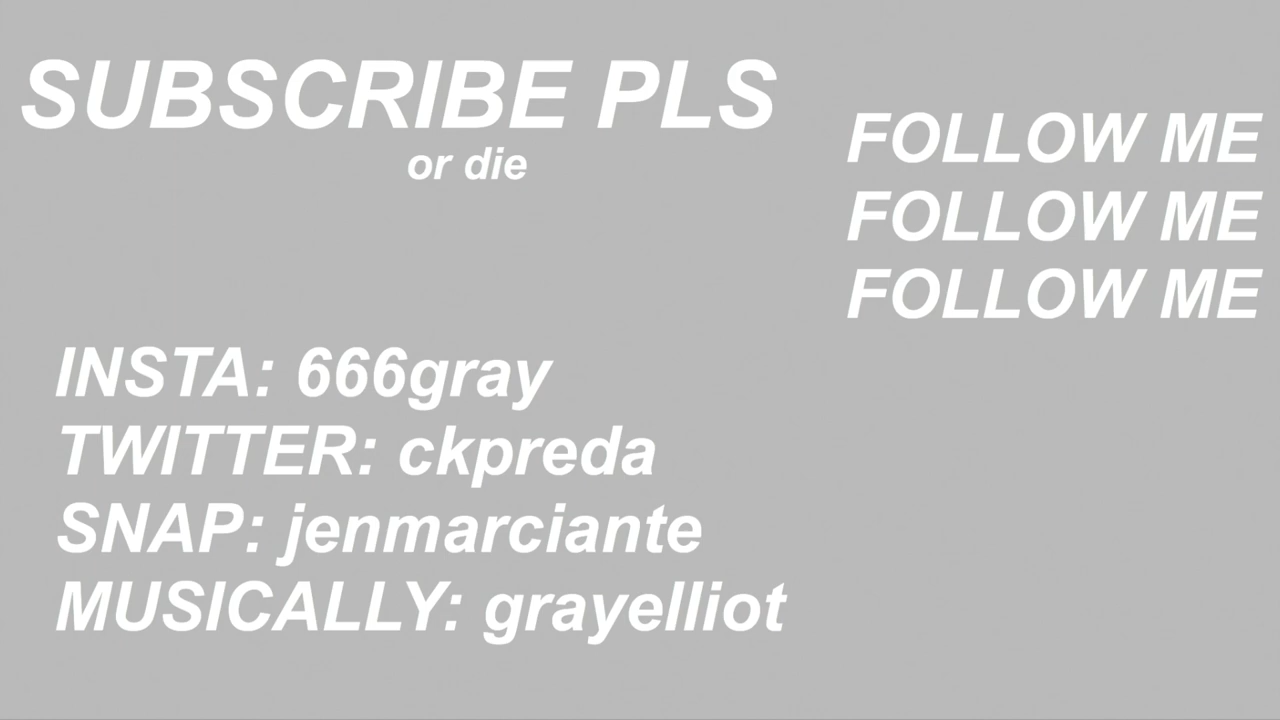 SUBSCRIBE PLS
or die
FOLLOW ME
FOLLOW ME
FOLLOW ME
INSTA: 666gray
TWITTER: ckpreda
SNAP: jenmarciante
MUSICALLY: grayelliot